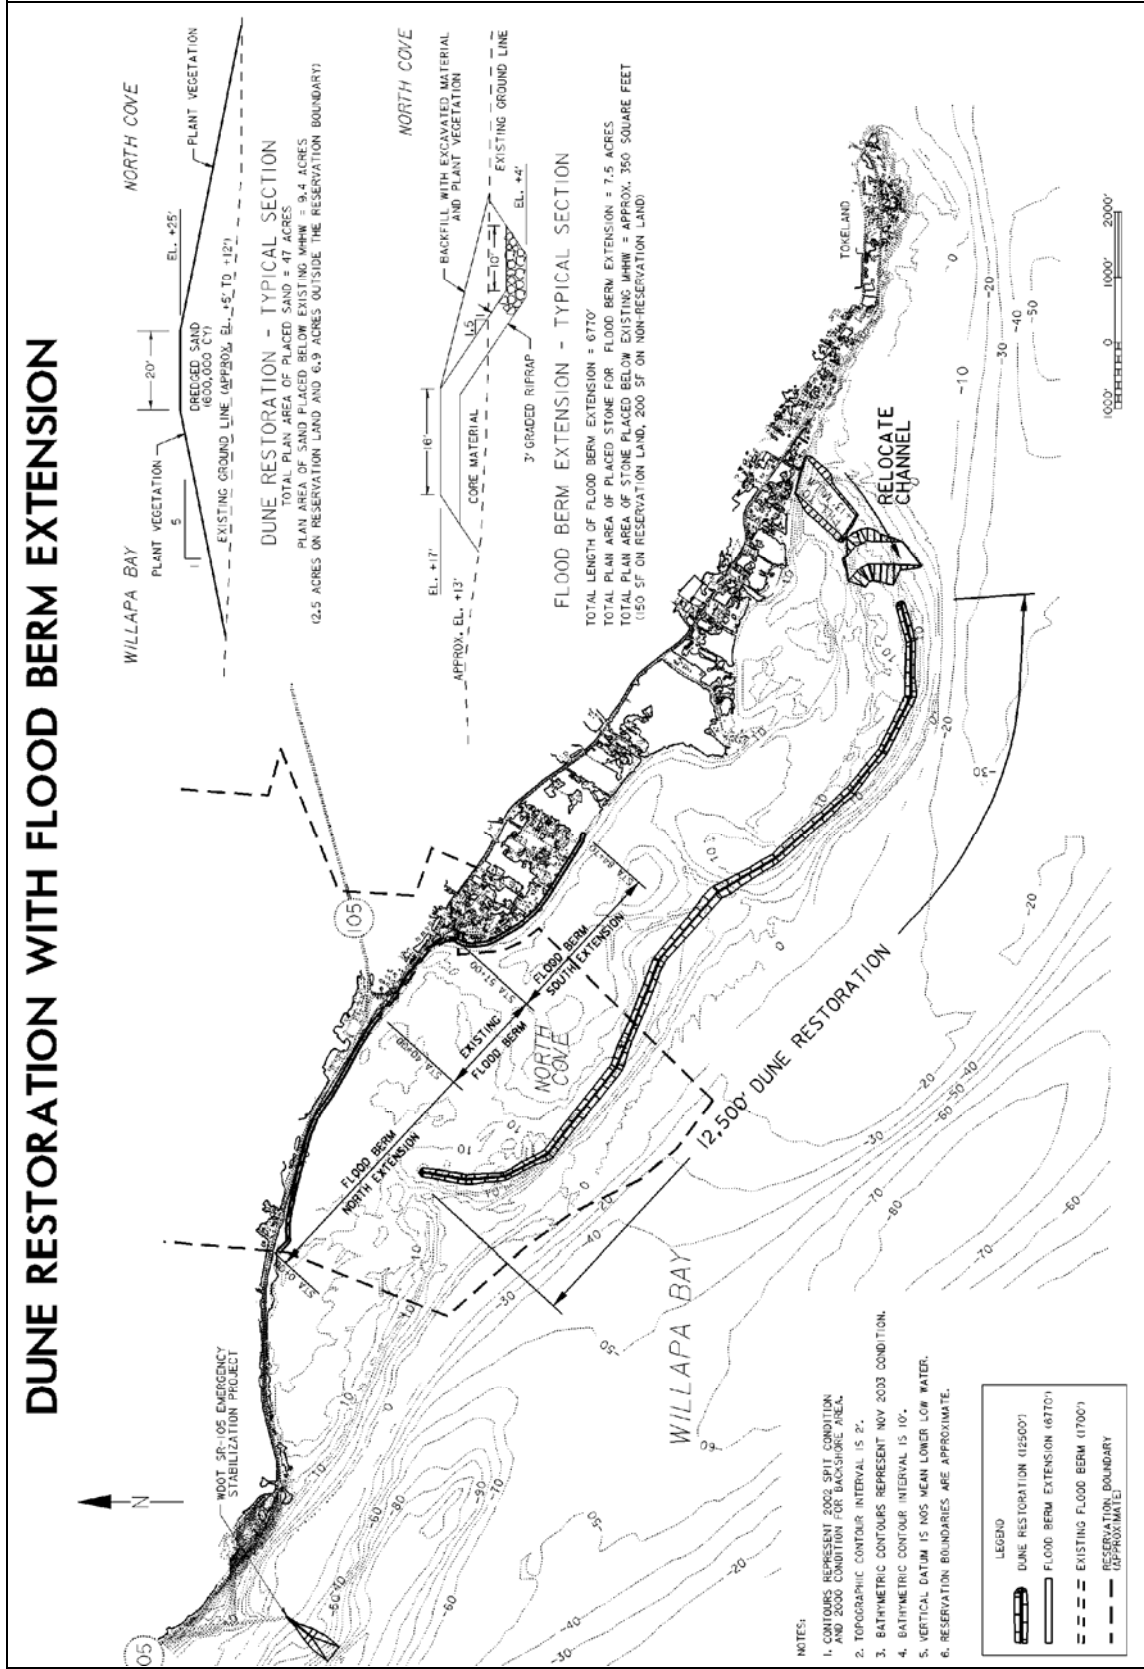 DUNE RESTORATION WITH FLOOD BERM EXTENSION
WILLAPA BAY
NORTH COVE
PLANT VEGETATION
20'
EL. +25'
PLANT VEGETATION
5
1
DREDGED SAND
(600,000 CY)
EXISTING GROUND LINE (APPROX. EL. +5' TO +12')
DUNE RESTORATION - TYPICAL SECTION
TOTAL PLAN AREA OF PLACED SAND = 47 ACRES
PLAN AREA OF SAND PLACED BELOW EXISTING MHHW = 9.4 ACRES
(2.5 ACRES ON RESERVATION LAND AND 6.9 ACRES OUTSIDE THE RESERVATION BOUNDARY)
NORTH COVE
EL. +17'
16'
BACKFILL WITH EXCAVATED MATERIAL
AND PLANT VEGETATION
APPROX. EL. +13'
CORE MATERIAL
1.5
1
10'
EXISTING GROUND LINE
3' GRADED RIPRAP
EL. +4'
FLOOD BERM EXTENSION - TYPICAL SECTION
TOTAL LENGTH OF FLOOD BERM EXTENSION = 6770'
TOTAL PLAN AREA OF PLACED STONE FOR FLOOD BERM EXTENSION = 7.5 ACRES
TOTAL PLAN AREA OF STONE PLACED BELOW EXISTING MHHW = APPROX. 350 SQUARE FEET
(150 SF ON RESERVATION LAND, 200 SF ON NON-RESERVATION LAND)
N
WDOT SR-105 EMERGENCY
STABILIZATION PROJECT
105
FLOOD BERM
NORTH EXTENSION
STA 40+00
EXISTING
FLOOD BERM
STA 57+00
FLOOD BERM
SOUTH EXTENSION
STA 84+70
NORTH
COVE
12,500' DUNE RESTORATION
RELOCATE
CHANNEL
TOKELAND
WILLAPA BAY
1000'
0
1000'
2000'
NOTES:
1. CONTOURS REPRESENT 2002 SPIT CONDITION
AND 2000 CONDITION FOR BACKSHORE AREA.
2. TOPOGRAPHIC CONTOUR INTERVAL IS 2'.
3. BATHYMETRIC CONTOURS REPRESENT NOV 2003 CONDITION.
4. BATHYMETRIC CONTOUR INTERVAL IS 10'.
5. VERTICAL DATUM IS NOS MEAN LOWER LOW WATER.
6. RESERVATION BOUNDARIES ARE APPROXIMATE.
LEGEND
DUNE RESTORATION (12500')
FLOOD BERM EXTENSION (6770')
EXISTING FLOOD BERM (1700')
RESERVATION BOUNDARY
(APPROXIMATE)